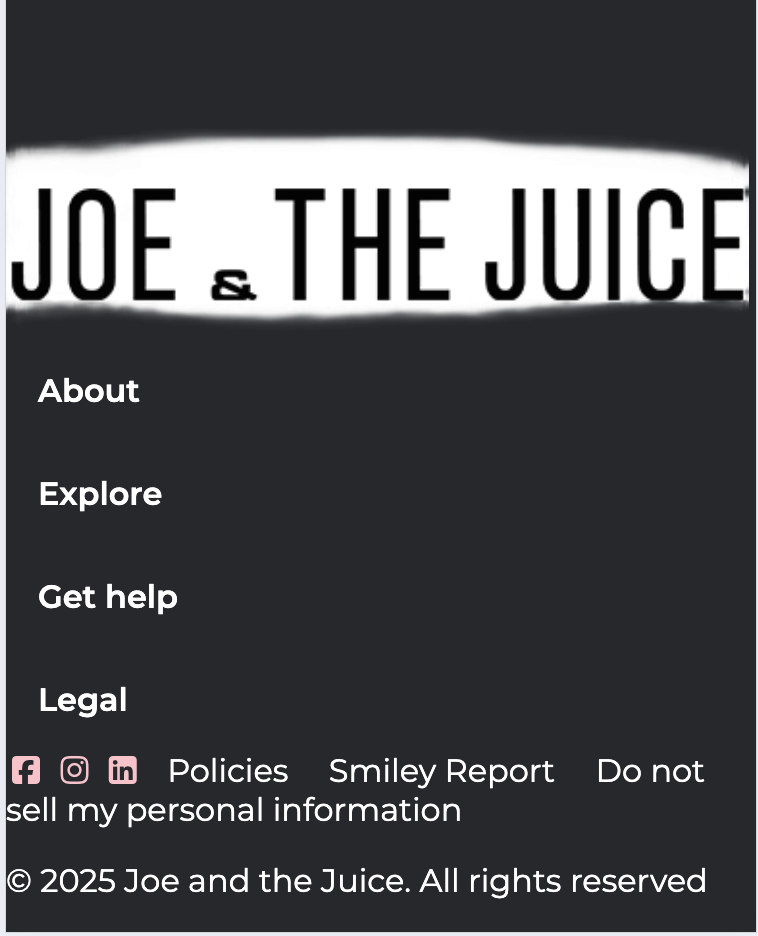 JOE & THE JUICE
About
Explore
Get help
Legal
Policies Smiley Report Do not
sell my personal information
© 2025 Joe and the Juice. All rights reserved